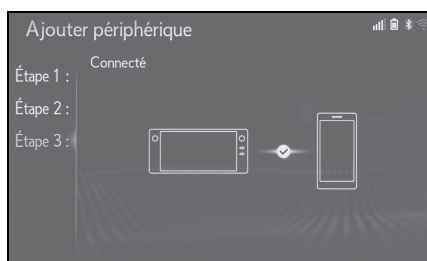 Ajouter périphérique
Connecté
Étape 1 :
Étape 2 :
Étape 3 :